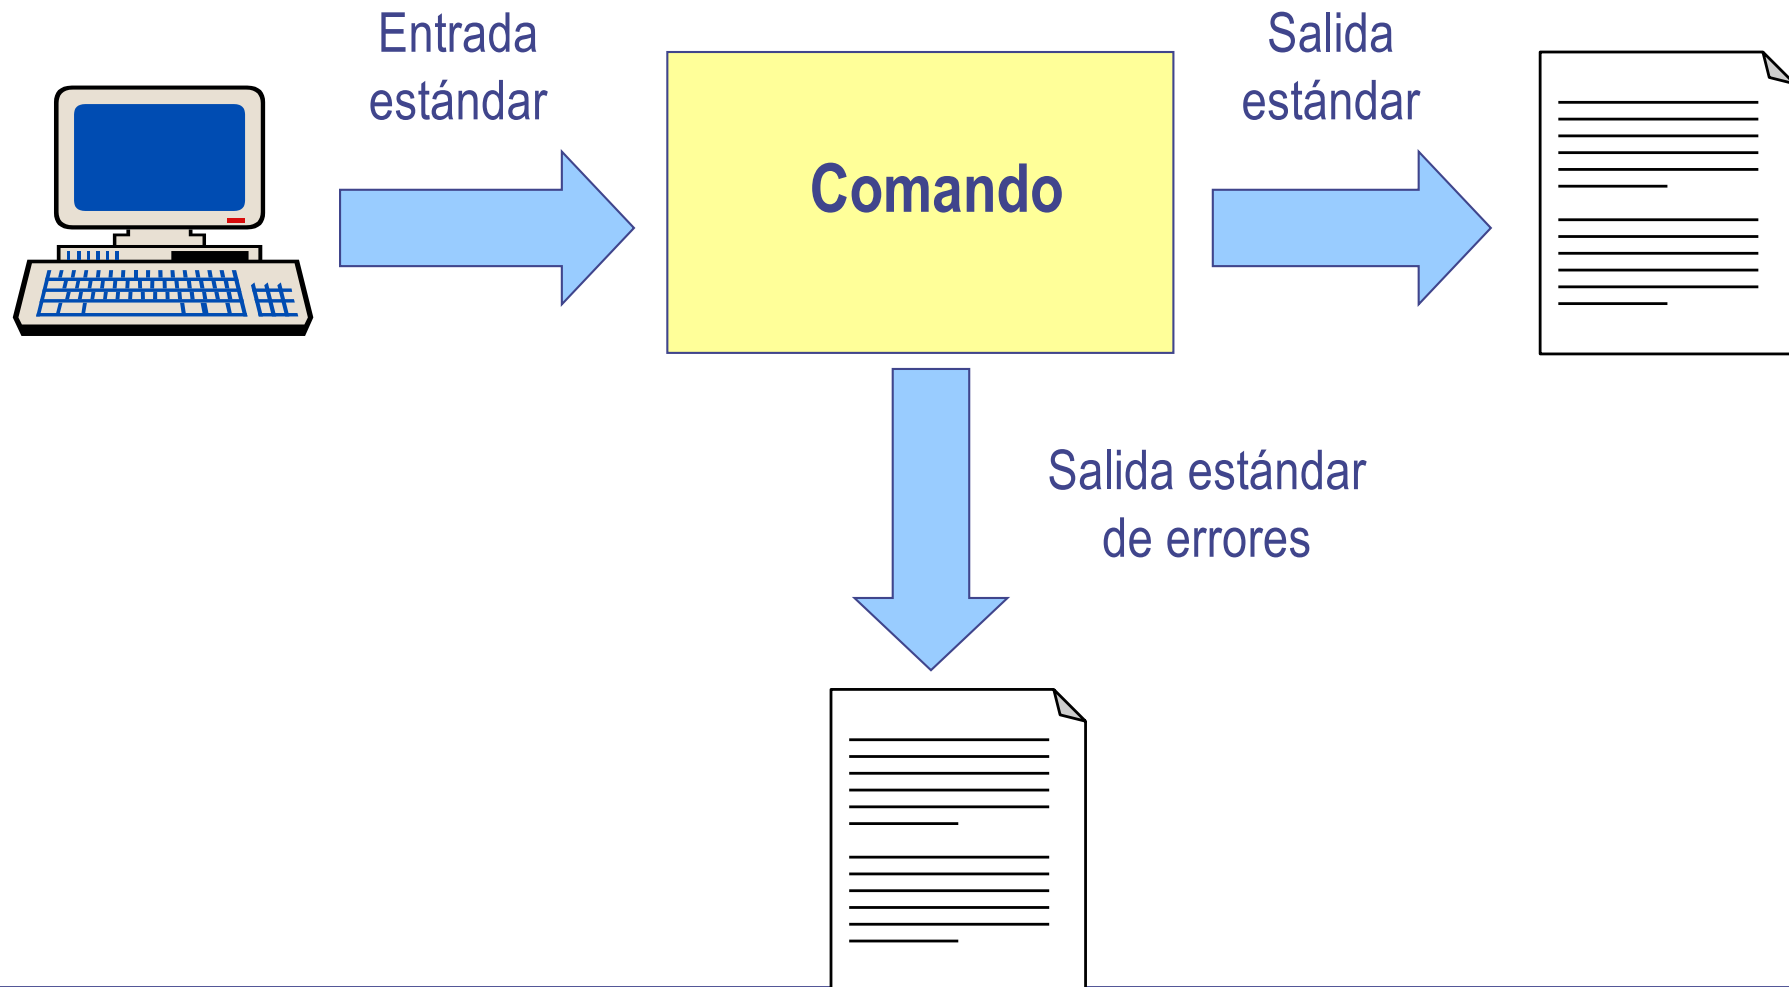 Entrada
estándar
Comando
Salida
estándar
Salida estándar
de errores